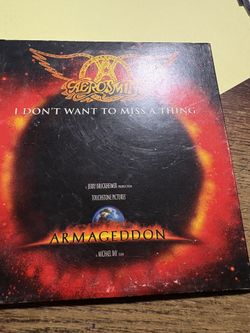 AEROSMITH
I DON'T WANT TO MISS A THING
A JERRY BRUCKHEIMER PRODUCTION
TOUCHSTONE PICTURES
ARMAGEDDON
A MICHAEL BAY FILM